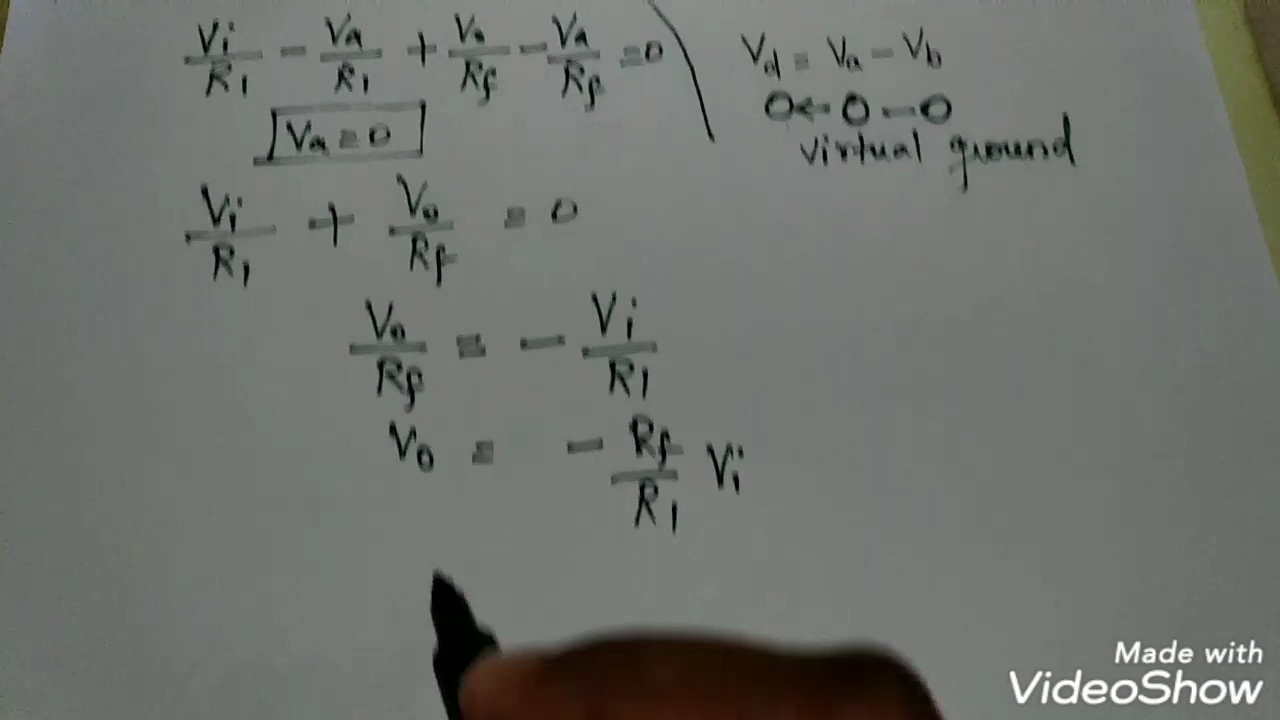 Vi/R1 - Va/R1 + Vo/Rf - Va/Rf = 0
Va = 0
Vi/R1 + Vo/Rf = 0
Vo/Rf = - Vi/R1
Vo = - Rf/R1 Vi
Vd = Va - Vb
0 ← 0 - 0
virtual ground
Made with
VideoShow